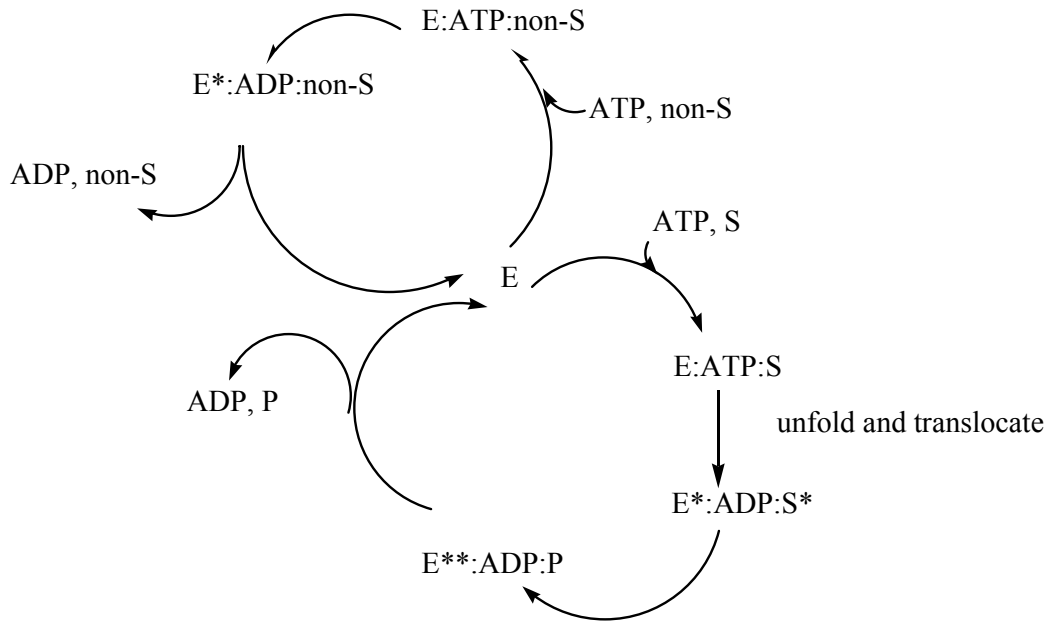 E:ATP:non-S
E*:ADP:non-S
ATP, non-S
ADP, non-S
ATP, S
E
E:ATP:S
ADP, P
unfold and translocate
E*:ADP:S*
E**:ADP:P